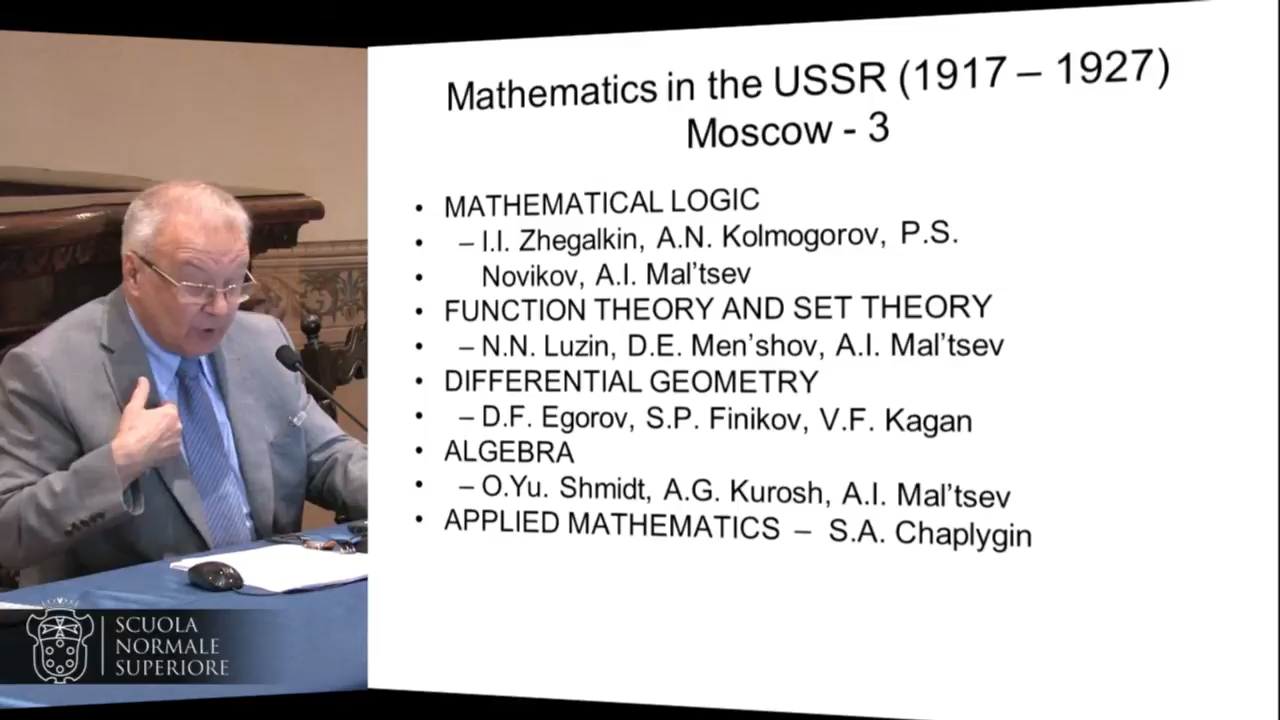 Mathematics in the USSR (1917 – 1927)
Moscow - 3
• MATHEMATICAL LOGIC
• – I.I. Zhegalkin, A.N. Kolmogorov, P.S.
• Novikov, A.I. Mal'tsev
• FUNCTION THEORY AND SET THEORY
• – N.N. Luzin, D.E. Men'shov, A.I. Mal'tsev
• DIFFERENTIAL GEOMETRY
• – D.F. Egorov, S.P. Finikov, V.F. Kagan
• ALGEBRA
• – O.Yu. Shmidt, A.G. Kurosh, A.I. Mal'tsev
• APPLIED MATHEMATICS – S.A. Chaplygin
SCUOLA
NORMALE
SUPERIORE